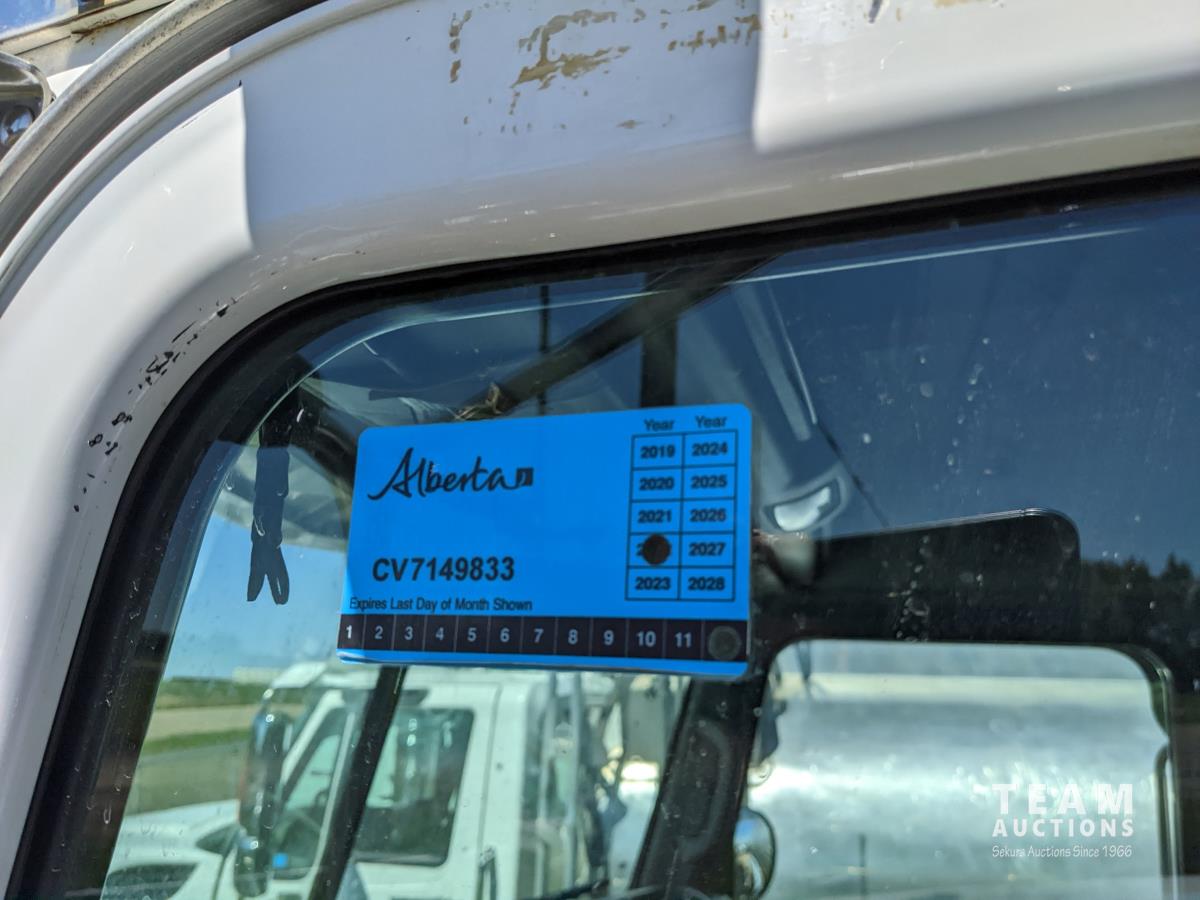 Alberta
CV7149833
Expires Last Day of Month Shown
Year Year
2019 2024
2020 2025
2021 2026
2027
2023 2028
1 2 3 4 5 6 7 8 9 10 11
TEAM
AUCTIONS
Sekura Auctions Since 1966